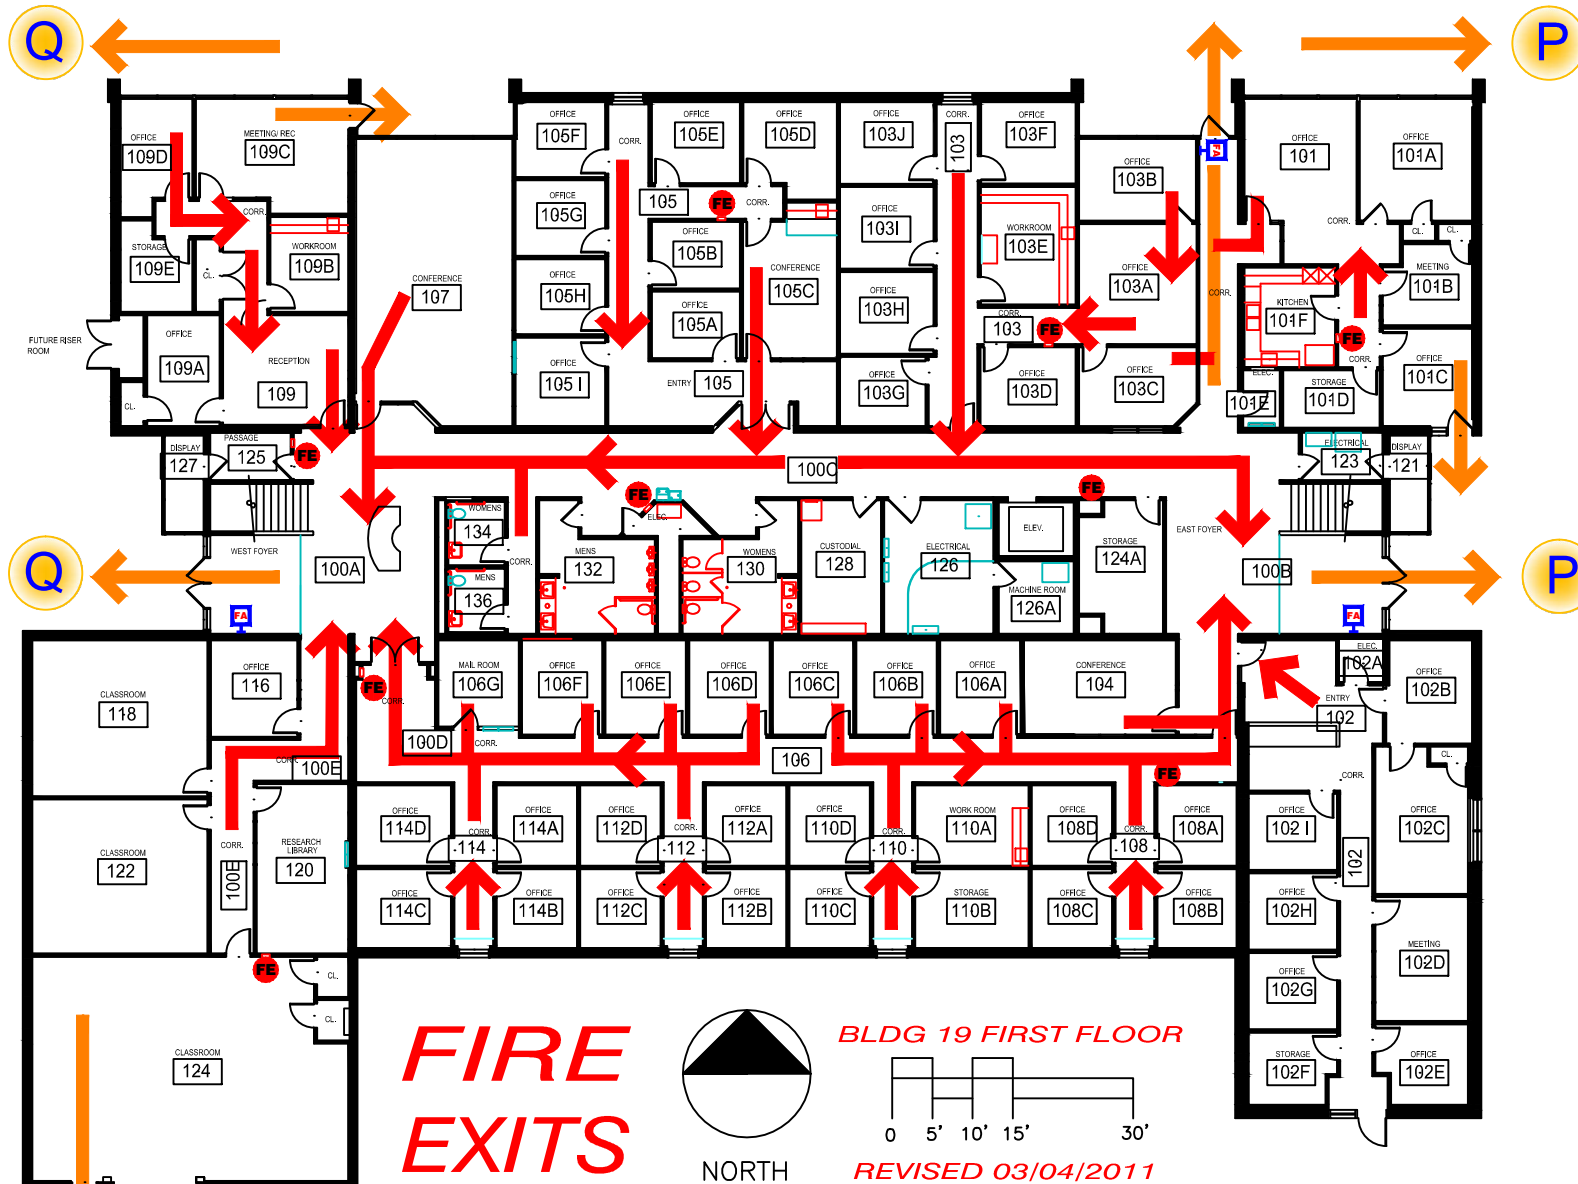 Q
P
OFFICE
109D
MEETING/ REC
109C
CORR.
STORAGE
109E
CL.
WORKROOM
109B
FUTURE RISER
ROOM
OFFICE
109A
RECEPTION
109
CL.
CONFERENCE
107
OFFICE
105F
CORR.
OFFICE
105E
OFFICE
105D
OFFICE
105G
105
FE
CORR.
OFFICE
105B
OFFICE
105H
CONFERENCE
105C
105A
OFFICE
105 I
ENTRY
105
OFFICE
103J
CORR.
103
OFFICE
103F
OFFICE
103I
WORKROOM
103E
OFFICE
103H
CORR.
103
FE
OFFICE
103G
OFFICE
103D
OFFICE
103B
OFFICE
103A
OFFICE
103C
FA
CORR.
OFFICE
101
OFFICE
101A
CORR.
CL.
CL.
MEETING
101B
KITCHEN
101F
FE
CORR.
OFFICE
101C
ELEC.
101E
STORAGE
101D
DISPLAY
127
PASSAGE
125
FE
100C
ELECTRICAL
123
DISPLAY
121
WEST FOYER
100A
WOMENS
134
MENS
136
CORR.
FE
ELEC.
MENS
132
WOMENS
130
CUSTODIAL
128
ELECTRICAL
126
ELEV.
MACHINE ROOM
126A
FE
STORAGE
124A
EAST FOYER
100B
Q
P
FA
FA
CLASSROOM
118
OFFICE
116
FE
CORR.
MAIL ROOM
106G
OFFICE
106F
OFFICE
106E
OFFICE
106D
OFFICE
106C
OFFICE
106B
OFFICE
106A
CONFERENCE
104
ELEC.
102A
ENTRY
102
OFFICE
102B
100D
CORR.
106
FE
CORR.
100E
CLASSROOM
122
CORR.
100E
RESEARCH
LIBRARY
120
OFFICE
114D
CORR.
114
OFFICE
114A
OFFICE
112D
CORR.
112
OFFICE
112A
OFFICE
110D
CORR.
110
WORK ROOM
110A
OFFICE
108D
CORR.
108
OFFICE
108A
OFFICE
114C
OFFICE
114B
OFFICE
112C
OFFICE
112B
OFFICE
110C
STORAGE
110B
OFFICE
108C
OFFICE
108B
CORR.
CL.
OFFICE
102 I
OFFICE
102C
102
OFFICE
102H
MEETING
102D
OFFICE
102G
STORAGE
102F
OFFICE
102E
FE
CL.
CL.
CLASSROOM
124
FIRE
EXITS
NORTH
BLDG 19 FIRST FLOOR
0 5' 10' 15' 30'
REVISED 03/04/2011